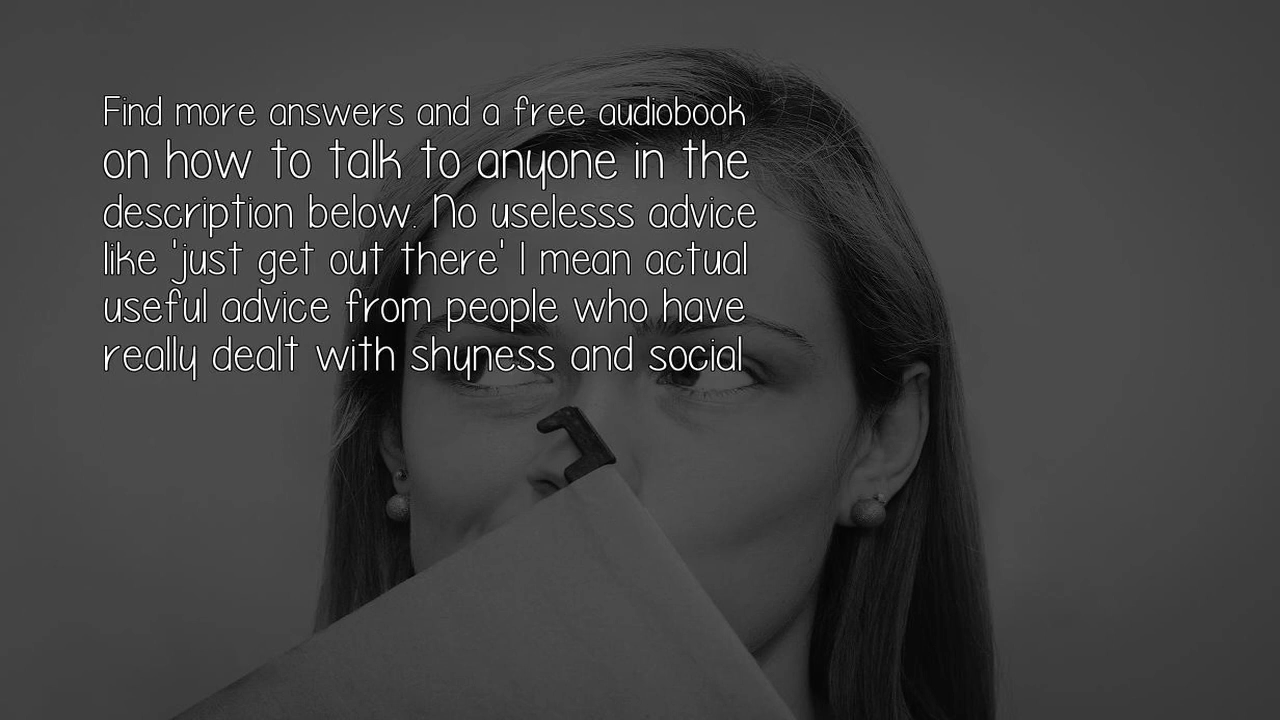 Find more answers and a free audiobook
on how to talk to anyone in the
description below. No uselesss advice
like 'just get out there' I mean actual
useful advice from people who have
really dealt with shyness and social